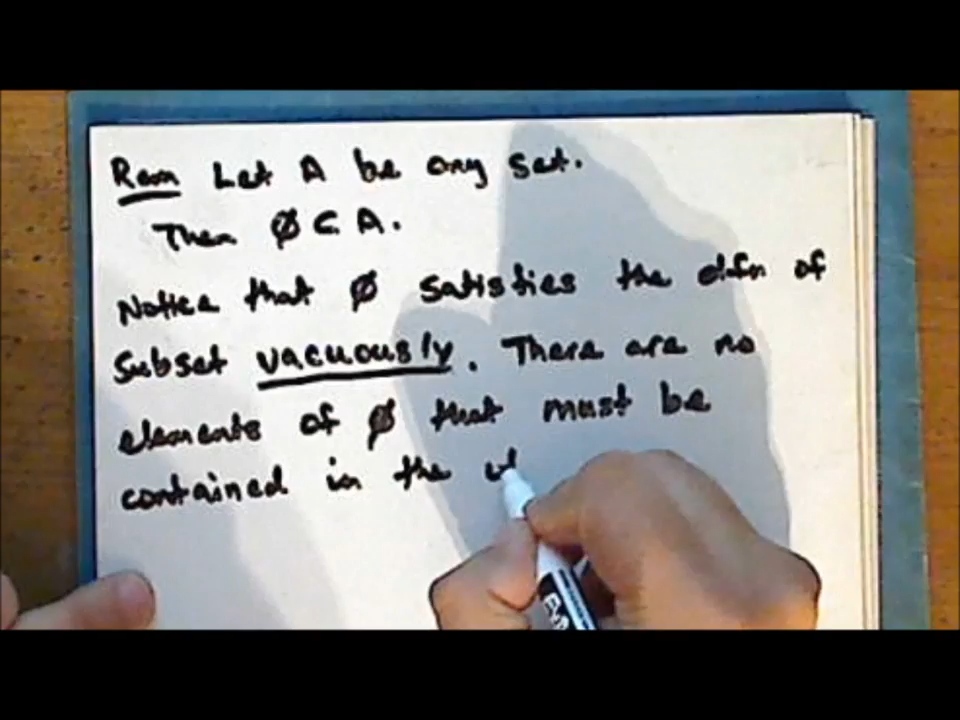 Rem Let A be any set.
Then ∅ ⊂ A.
Notice that ∅ satisfies the defn of
subset vacuously. There are no
elements of ∅ that must be
contained in the